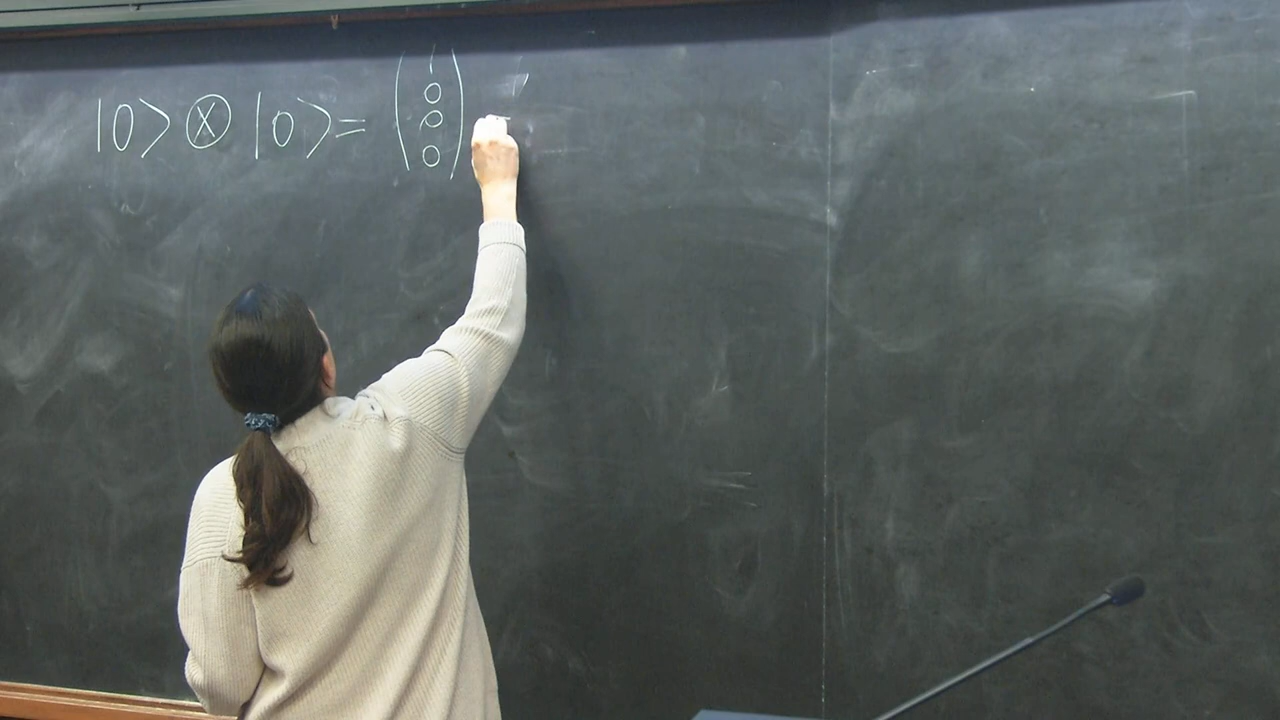 |0> ⊗ |0> = (1 0 0 0)